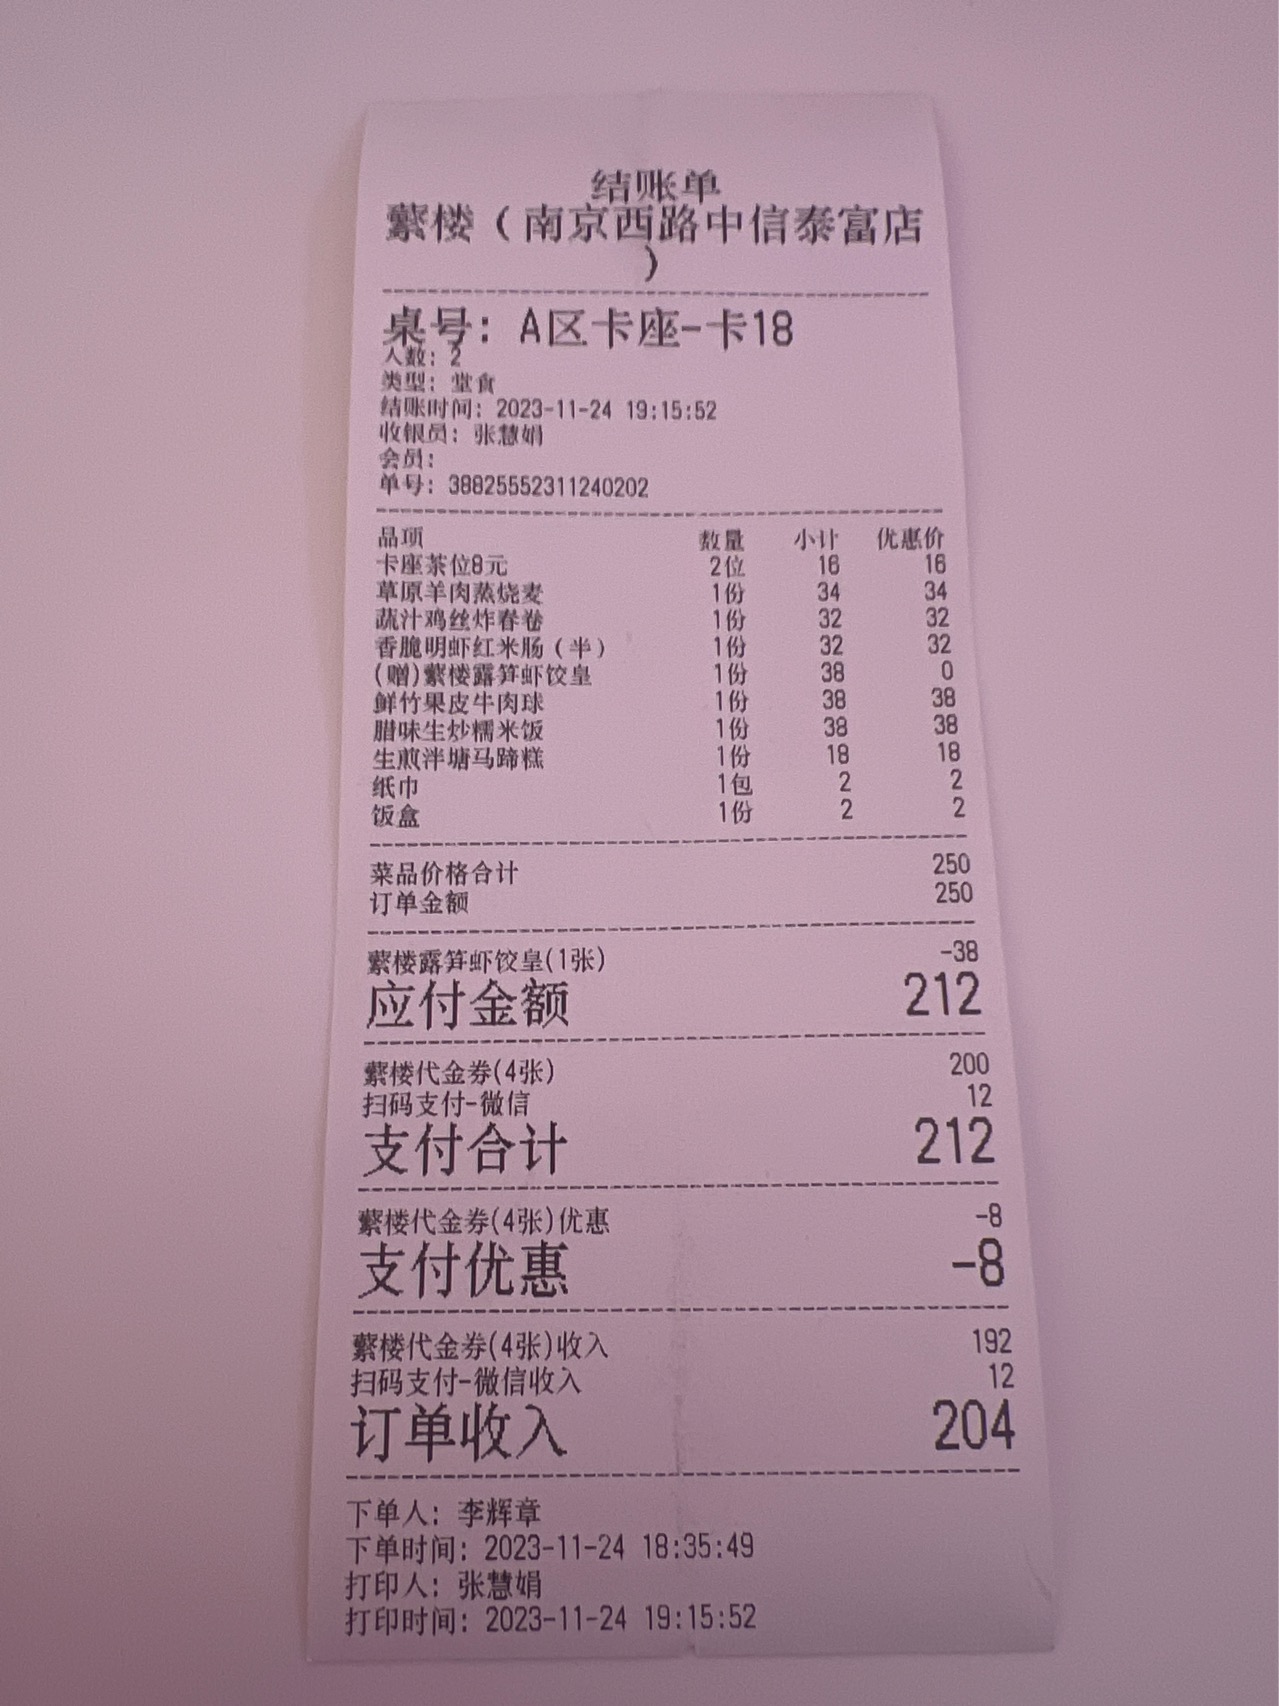 结账单
蘩楼（南京西路中信泰富店
）
桌号: A区卡座-卡18
人数: 2
类型: 堂食
结账时间: 2023-11-24 19:15:52
收银员: 张慧娟
会员:
单号: 38825552311240202
品项 数量 小计 优惠价
卡座茶位8元 2位 16 16
草原羊肉蒸烧麦 1份 34 34
蔬汁鸡丝炸春卷 1份 32 32
香脆明虾红米肠（半） 1份 32 32
(赠)蘩楼露笋虾饺皇 1份 38 0
鲜竹果皮牛肉球 1份 38 38
腊味生炒糯米饭 1份 38 38
生煎泮塘马蹄糕 1份 18 18
纸巾 1包 2 2
饭盒 1份 2 2
菜品价格合计 250
订单金额 250
蘩楼露笋虾饺皇(1张) -38
应付金额 212
蘩楼代金券(4张) 200
扫码支付-微信 12
支付合计 212
蘩楼代金券(4张)优惠 -8
支付优惠 -8
蘩楼代金券(4张)收入 192
扫码支付-微信收入 12
订单收入 204
下单人: 李辉章
下单时间: 2023-11-24 18:35:49
打印人: 张慧娟
打印时间: 2023-11-24 19:15:52